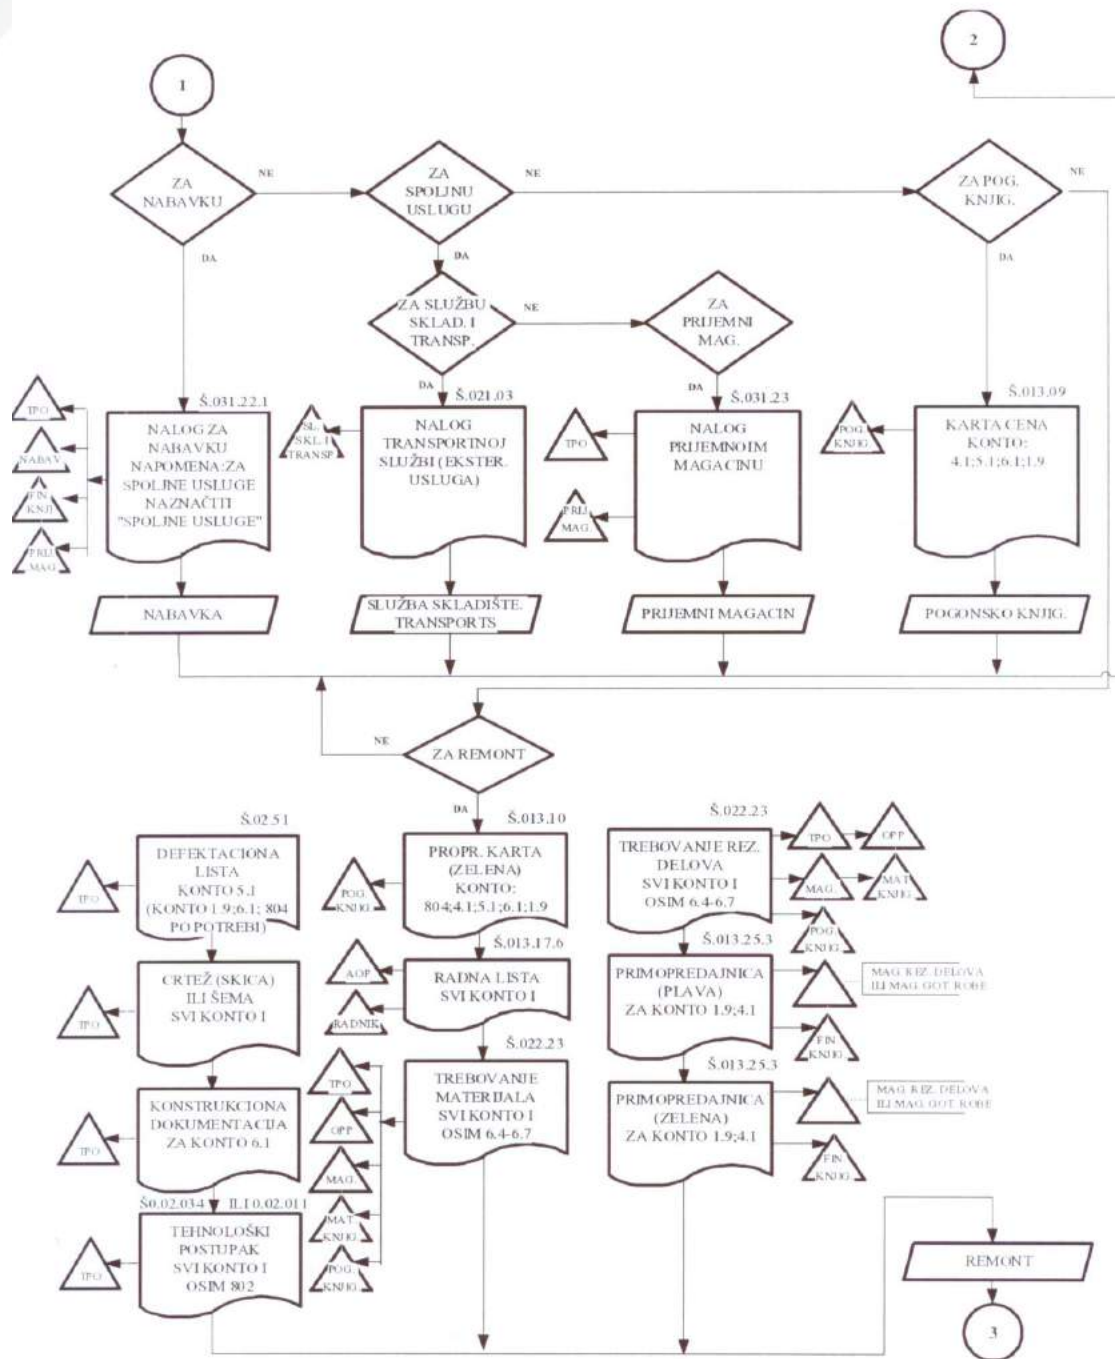 2
1
ZA
NABAVKU
NE
ZA
SPOLJNU
USLUGU
NE
ZA POG.
KNJIG.
NE
DA
DA
DA
ZA SLUŽBU
SKLAD. I
TRANSP.
NE
ZA
PRIJEMNI
MAG.
DA
DA
Š.031.22.1
TPO
NABAV
FIN
KNJI
PRIJ
MAG
NALOG ZA
NABAVKU
NAPOMENA:ZA
SPOLJNE USLUGE
NAZNAČITI
"SPOLJNE USLUGE"
Š.021.03
SL.
SKL.I
TRANSP
NALOG
TRANSPORTNOJ
SLUŽBI (EKSTER.
USLUGA)
Š.031.23
TPO
PRIJ
MAG.
NALOG
PRIJEMNOIM
MAGACINU
Š.013.09
POG.
KNJIG
KARTA CENA
KONTO:
4.1;5.1;6.1;1.9
NABAVKA
SLUŽBA SKLADIŠTE.
TRANSPORTS
PRIJEMNI MAGACIN
POGONSKO KNJIG.
NE
ZA REMONT
DA
Š.02.51
TPO
DEFEKTACIONA
LISTA
KONTO 5.1
(KONTO 1.9;6.1; 804
PO POTREBI)
TPO
CRTEŽ (SKICA)
ILI ŠEMA
SVI KONTO I
TPO
KONSTRUKCIONA
DOKUMENTACIJA
ZA KONTO 6.1
Š0.02.034 ILI 0.02.011
TPO
TEHNOLOŠKI
POSTUPAK
SVI KONTO I
OSIM 802
Š.013.10
POG
KNJIG
PROPR. KARTA
(ZELENA)
KONTO:
804;4.1;5.1;6.1;1.9
Š.013.17.6
AOP
RADNIK
RADNA LISTA
SVI KONTO I
Š.022.23
TPO
OPP
MAG.
MAT.
KNJIG
POG.
KNJIG
TREBOVANJE
MATERIJALA
SVI KONTO I
OSIM 6.4-6.7
Š.022.23
TREBOVANJE REZ.
DELOVA
SVI KONTO I
OSIM 6.4-6.7
TPO
OPP
MAG.
MAT
KNJIG
POG.
KNJIG
Š.013.25.3
PRIMOPREDAJNICA
(PLAVA)
ZA KONTO 1.9;4.1
MAG REZ. DELOVA
ILI MAG. GOT ROBE
FIN
KNJIG
Š.013.25.3
PRIMOPREDAJNICA
(ZELENA)
ZA KONTO 1.9;4.1
MAG REZ. DELOVA
ILI MAG. GOT ROBE
FIN
KNJIG
REMONT
3